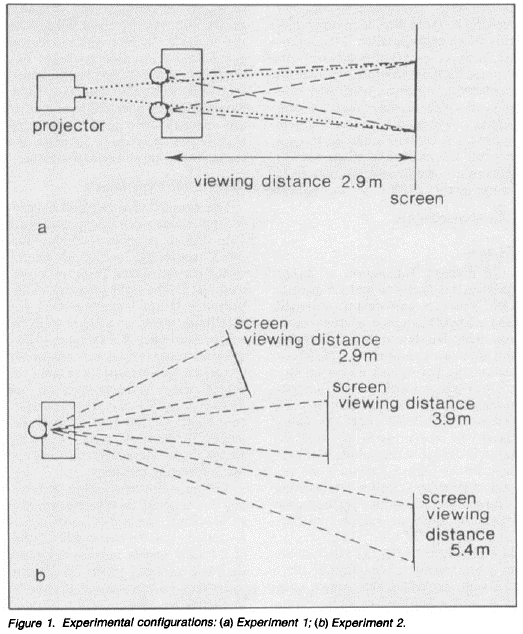 projector
viewing distance 2.9m
screen
a
screen
viewing distance
2.9m
screen
viewing distance
3.9m
screen
viewing
distance
5.4m
b
Figure 1. Experimental configurations: (a) Experiment 1; (b) Experiment 2.